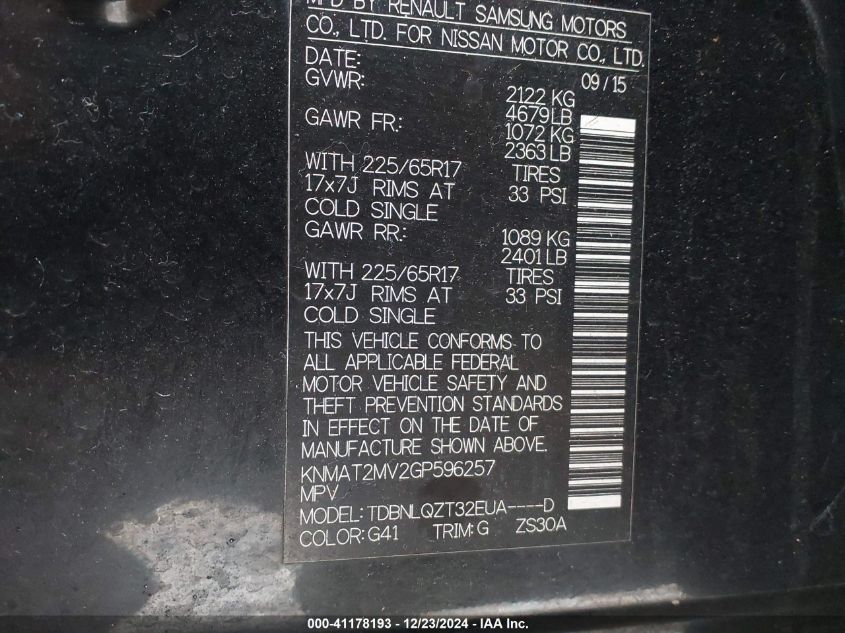 MFD BY RENAULT SAMSUNG MOTORS
CO., LTD. FOR NISSAN MOTOR CO., LTD.
DATE: 09/15
GVWR: 2122 KG
4679LB
GAWR FR: 1072 KG
2363 LB
WITH 225/65R17 TIRES
17x7J RIMS AT 33 PSI
COLD SINGLE
GAWR RR: 1089 KG
2401 LB
WITH 225/65R17 TIRES
17x7J RIMS AT 33 PSI
COLD SINGLE
THIS VEHICLE CONFORMS TO
ALL APPLICABLE FEDERAL
MOTOR VEHICLE SAFETY AND
THEFT PREVENTION STANDARDS
IN EFFECT ON THE DATE OF
MANUFACTURE SHOWN ABOVE.
KNMAT2MV2GP596257
MPV
MODEL: TDBNLQZT32EUA----D
COLOR: G41 TRIM: G ZS30A
000-41178193 - 12/23/2024 - IAA Inc.